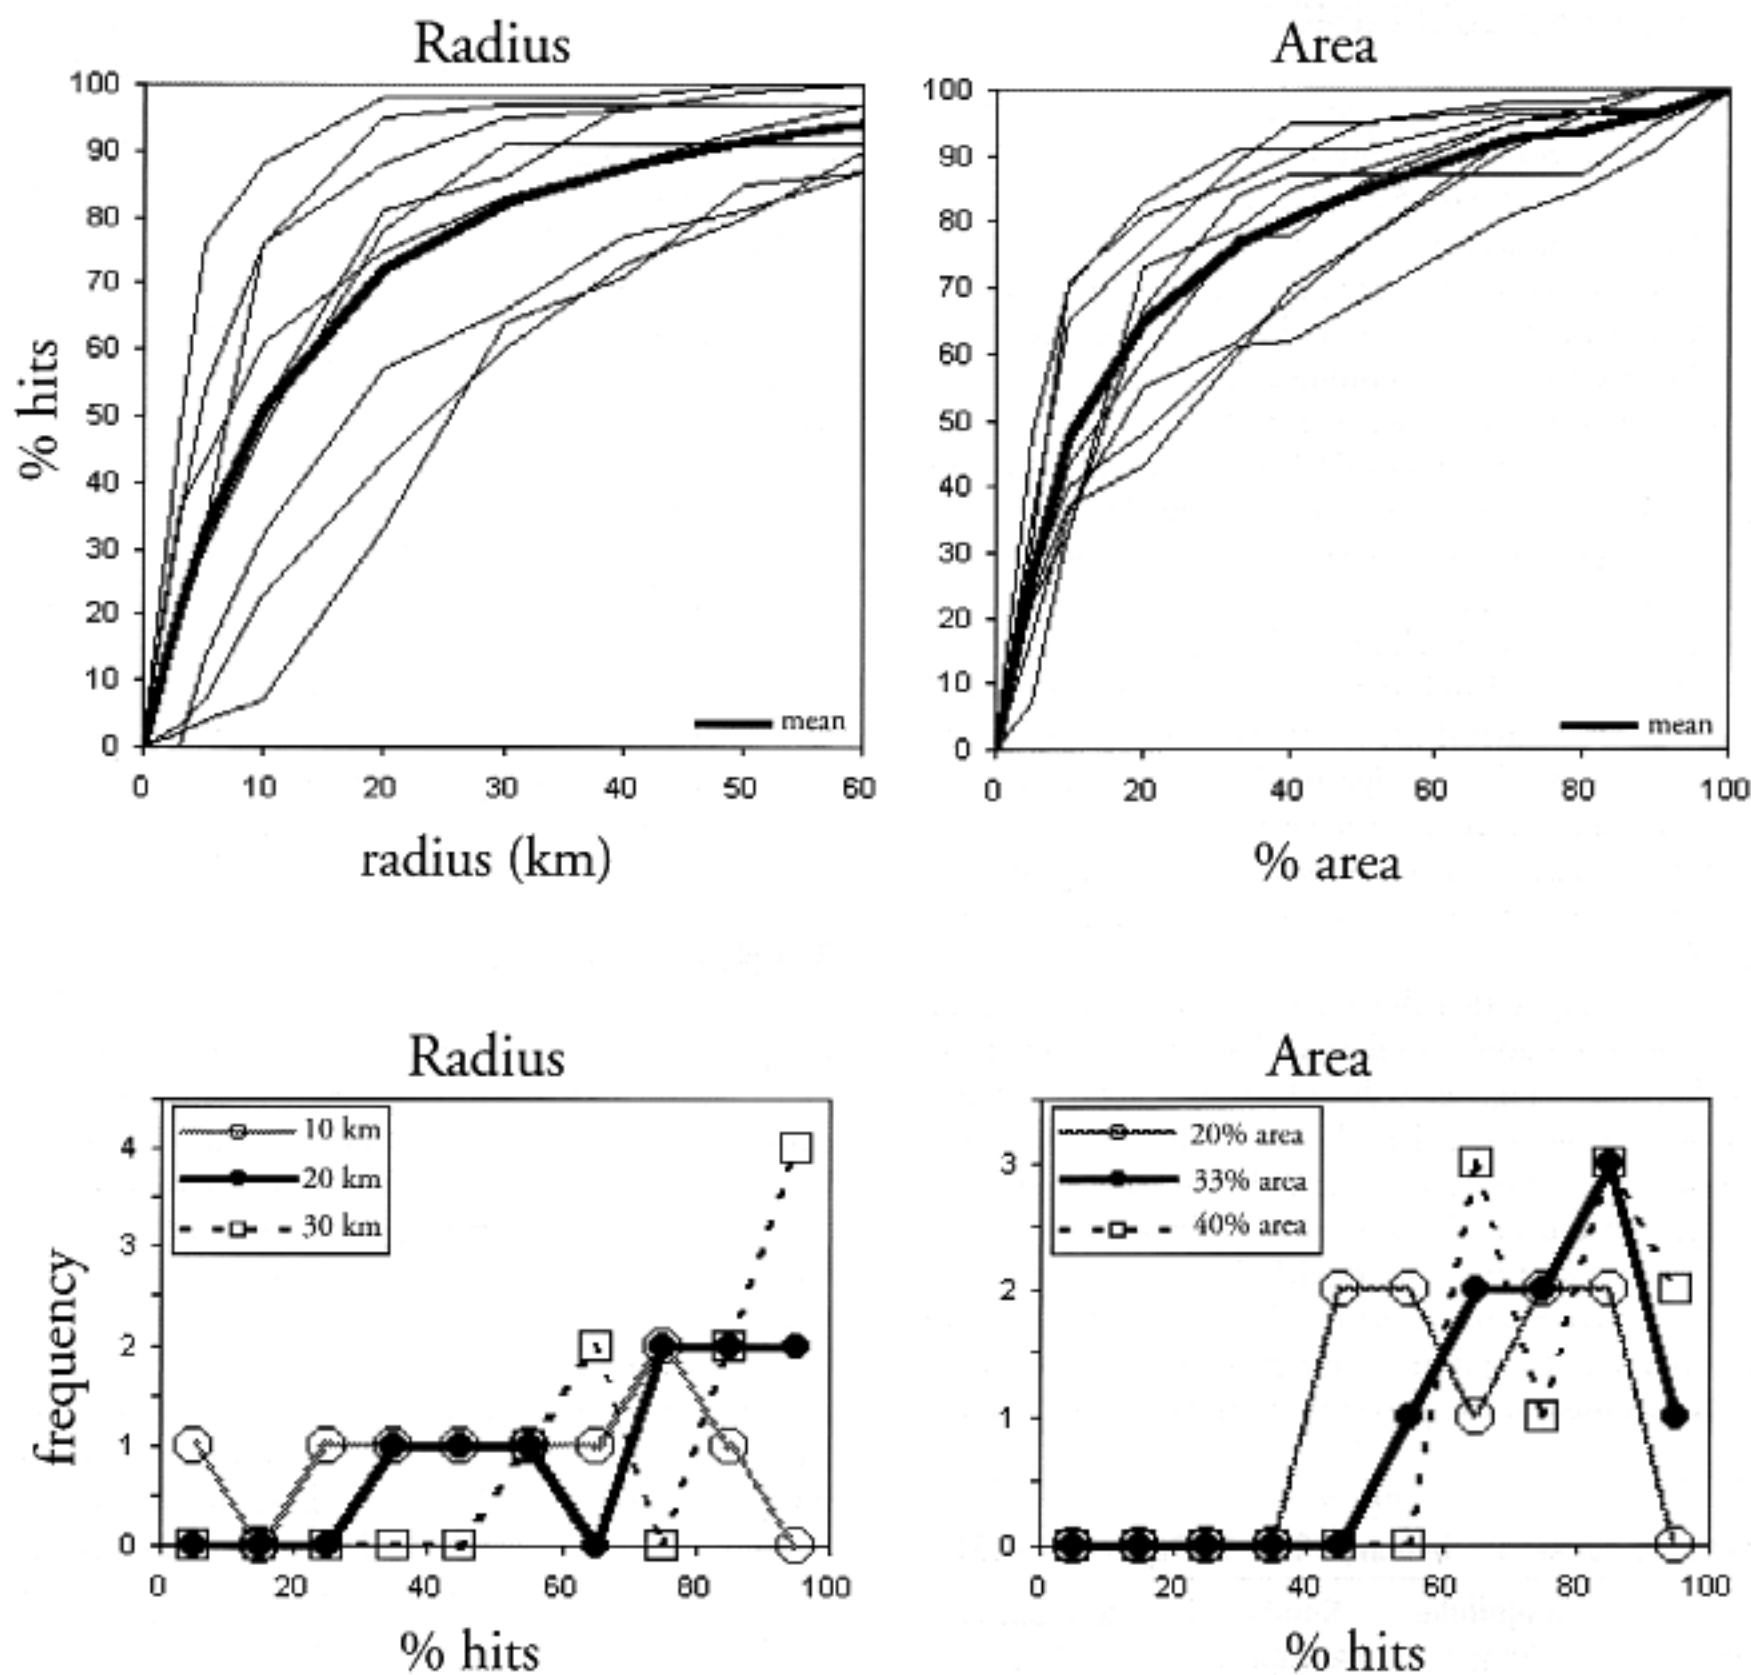 Radius
100
90
80
70
60
50
40
30
20
10
0
% hits
mean
0 10 20 30 40 50 60
radius (km)
Area
100
90
80
70
60
50
40
30
20
10
0
mean
0 20 40 60 80 100
% area
Radius
10 km
20 km
30 km
4
3
2
1
0
frequency
0 20 40 60 80 100
% hits
Area
20% area
33% area
40% area
3
2
1
0
0 20 40 60 80 100
% hits